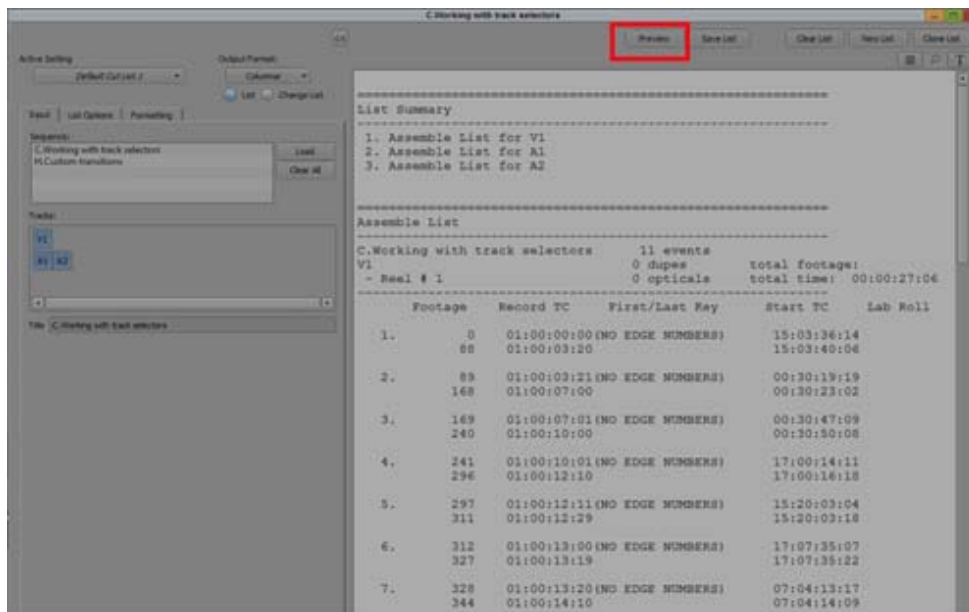 C.Working with track selectors
<<
Preview Save List Clear List New List Clone List
Active Setting Output Format:
Default Cut List 2 Columnar
List Change List
Input List Options Formatting
Sequences:
C.Working with track selectors Load
H.Custom transitions Clear All
Tracks:
V1
A1 A2
Title C.Working with track selectors
List Summary
1. Assemble List for V1
2. Assemble List for A1
3. Assemble List for A2
Assemble List
C.Working with track selectors 11 events
V1 0 dupes total footage:
- Reel # 1 0 opticals total time: 00:00:27:06
Footage Record TC First/Last Key Start TC Lab Roll
1. 0 01:00:00:00(NO EDGE NUMBERS) 15:03:36:14
88 01:00:03:20 15:03:40:06
2. 89 01:00:03:21(NO EDGE NUMBERS) 00:30:19:19
168 01:00:07:00 00:30:23:02
3. 169 01:00:07:01(NO EDGE NUMBERS) 00:30:47:09
240 01:00:10:00 00:30:50:08
4. 241 01:00:10:01(NO EDGE NUMBERS) 17:00:14:11
296 01:00:12:10 17:00:16:18
5. 297 01:00:12:11(NO EDGE NUMBERS) 15:20:03:04
311 01:00:12:29 15:20:03:18
6. 312 01:00:13:00(NO EDGE NUMBERS) 17:07:35:07
327 01:00:13:19 17:07:35:22
7. 328 01:00:13:20(NO EDGE NUMBERS) 07:04:13:17
344 01:00:14:10 07:04:14:09